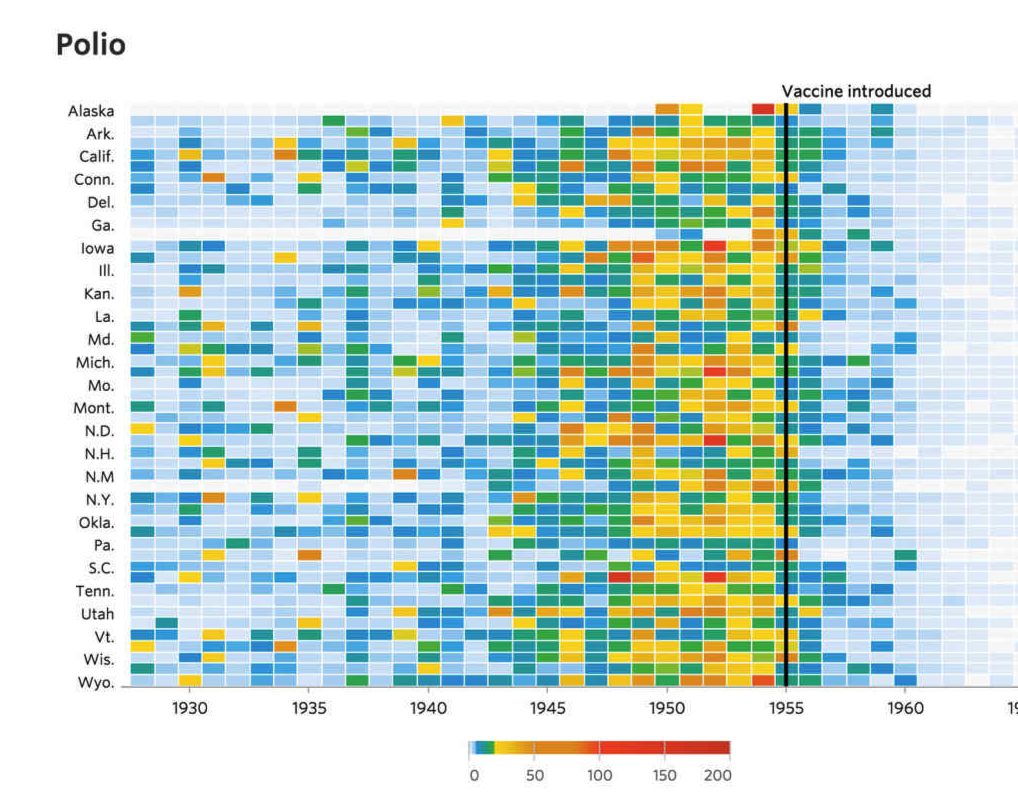 Polio
Vaccine introduced
Alaska
Ark.
Calif.
Conn.
Del.
Ga.
Iowa
Ill.
Kan.
La.
Md.
Mich.
Mo.
Mont.
N.D.
N.H.
N.M
N.Y.
Okla.
Pa.
S.C.
Tenn.
Utah
Vt.
Wis.
Wyo.
1930 1935 1940 1945 1950 1955 1960
0 50 100 150 200